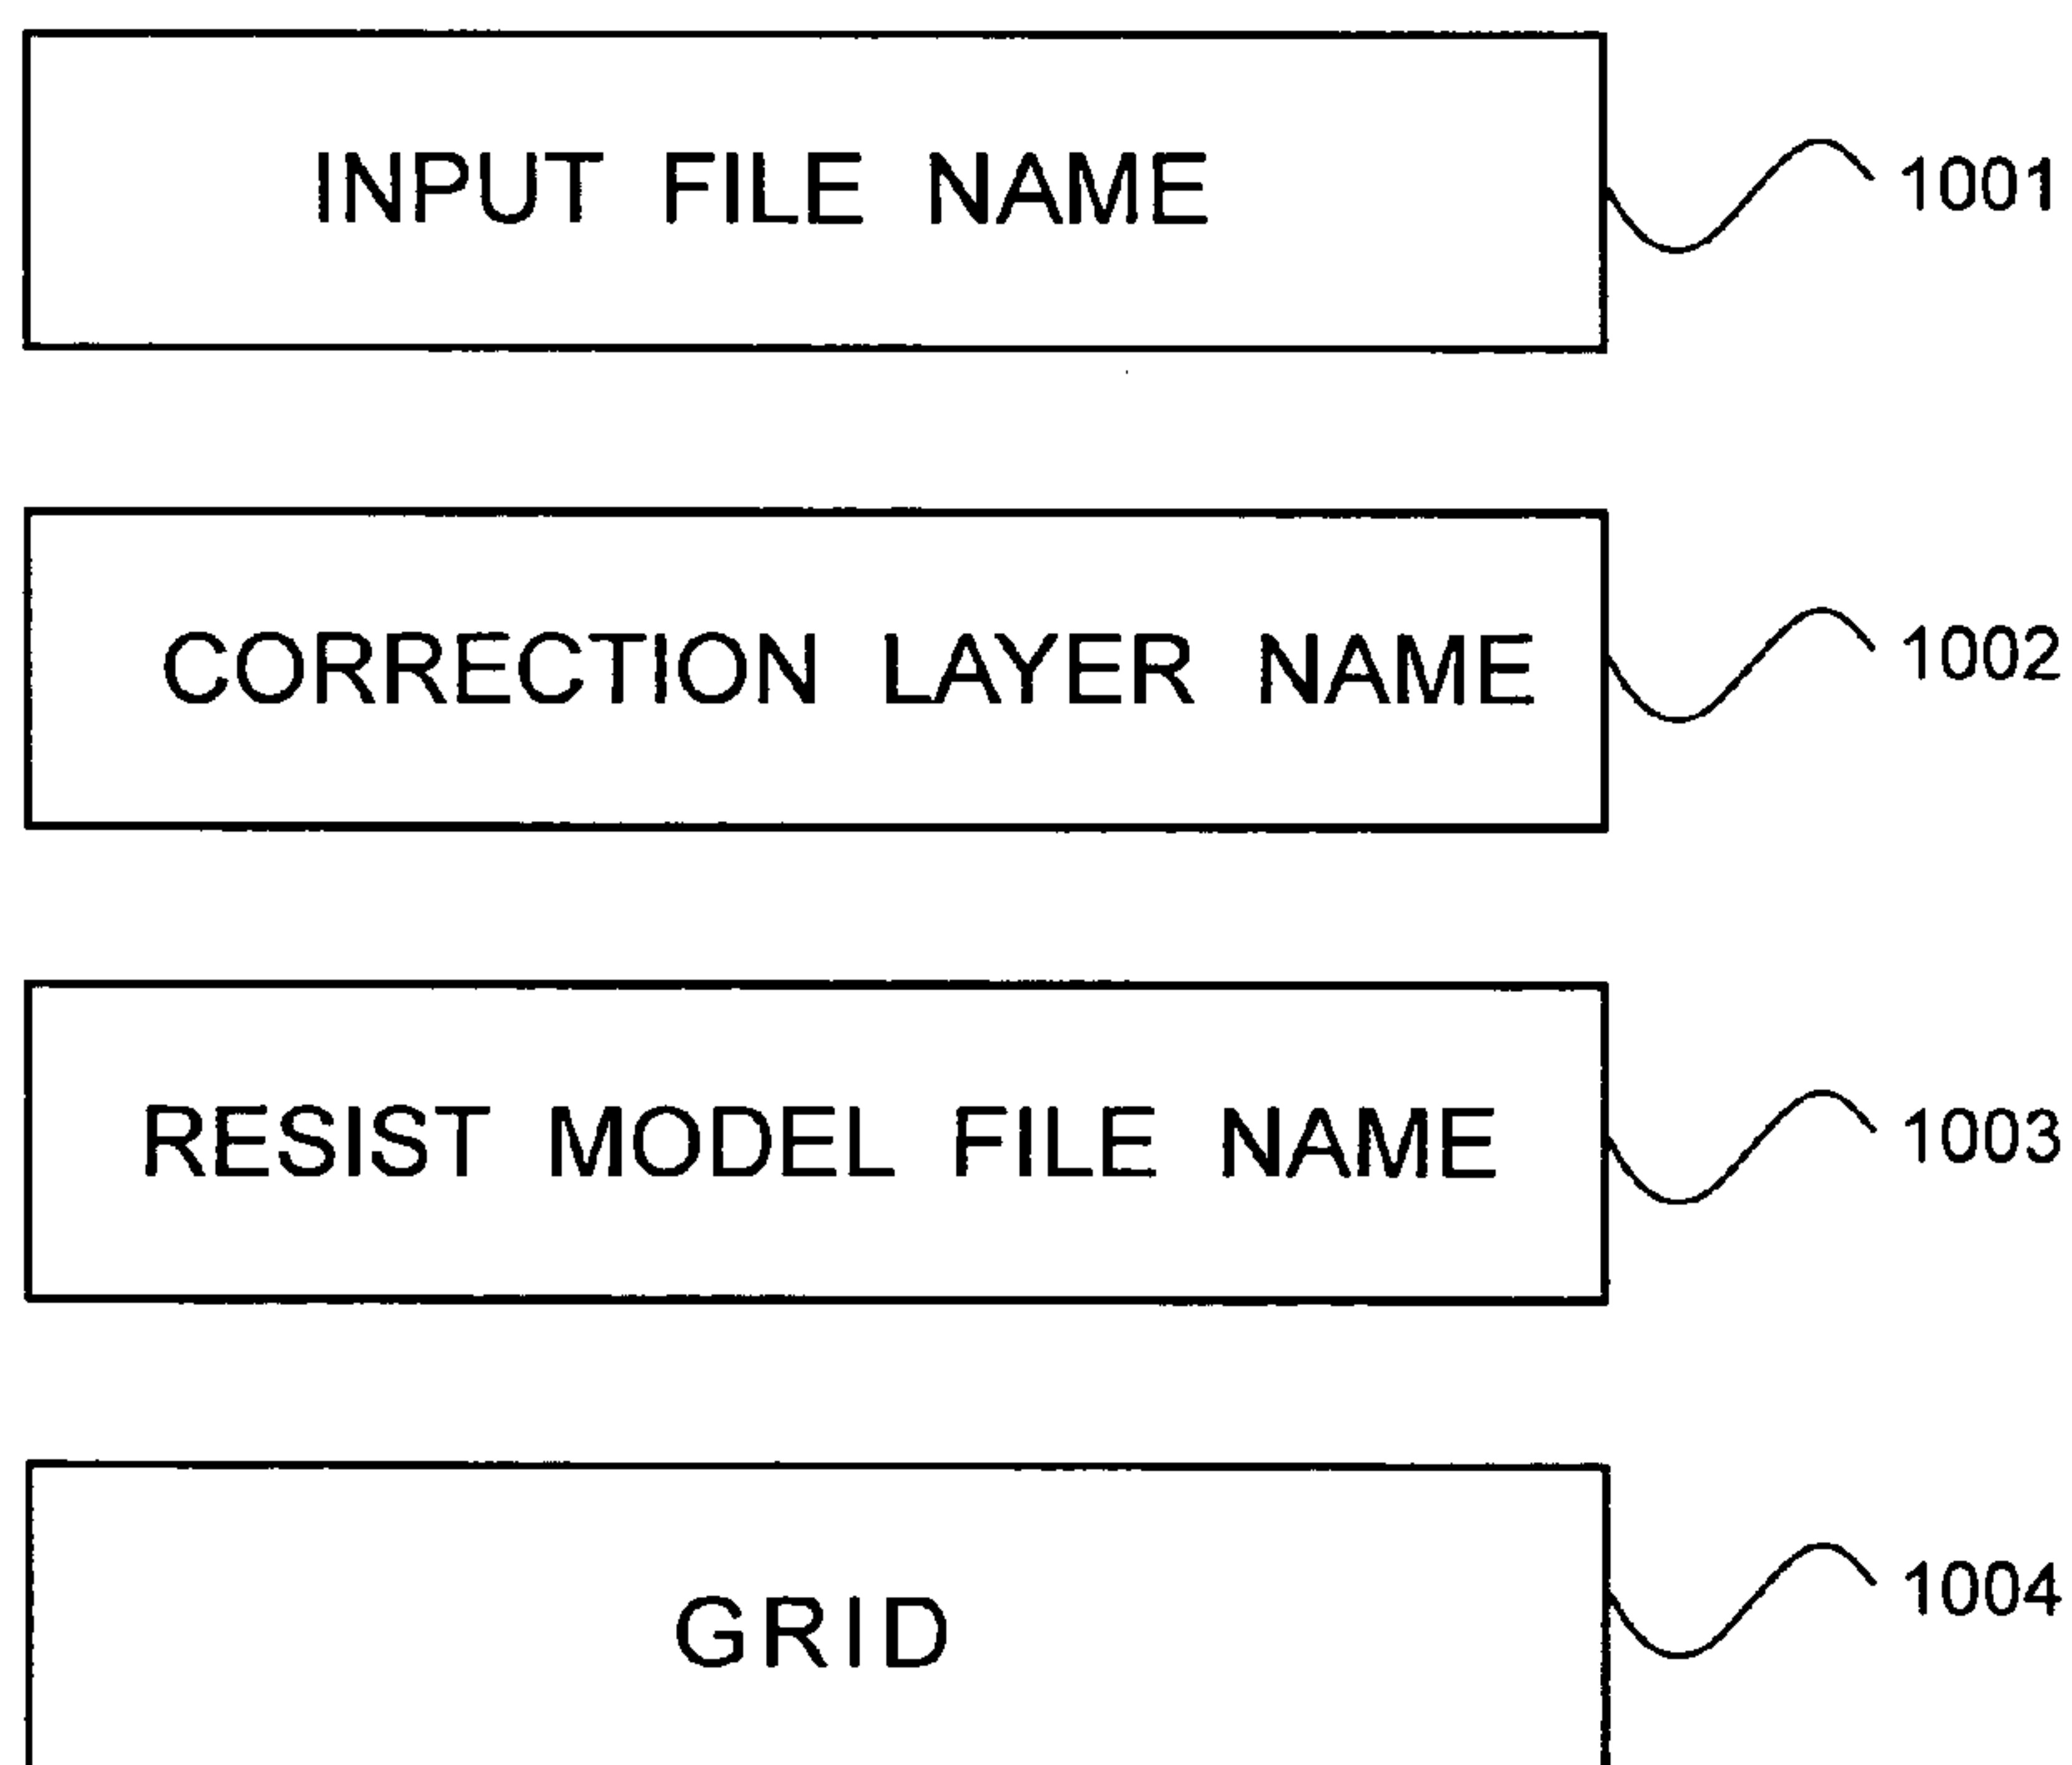 INPUT FILE NAME 1001
CORRECTION LAYER NAME 1002
RESIST MODEL FILE NAME 1003
GRID 1004